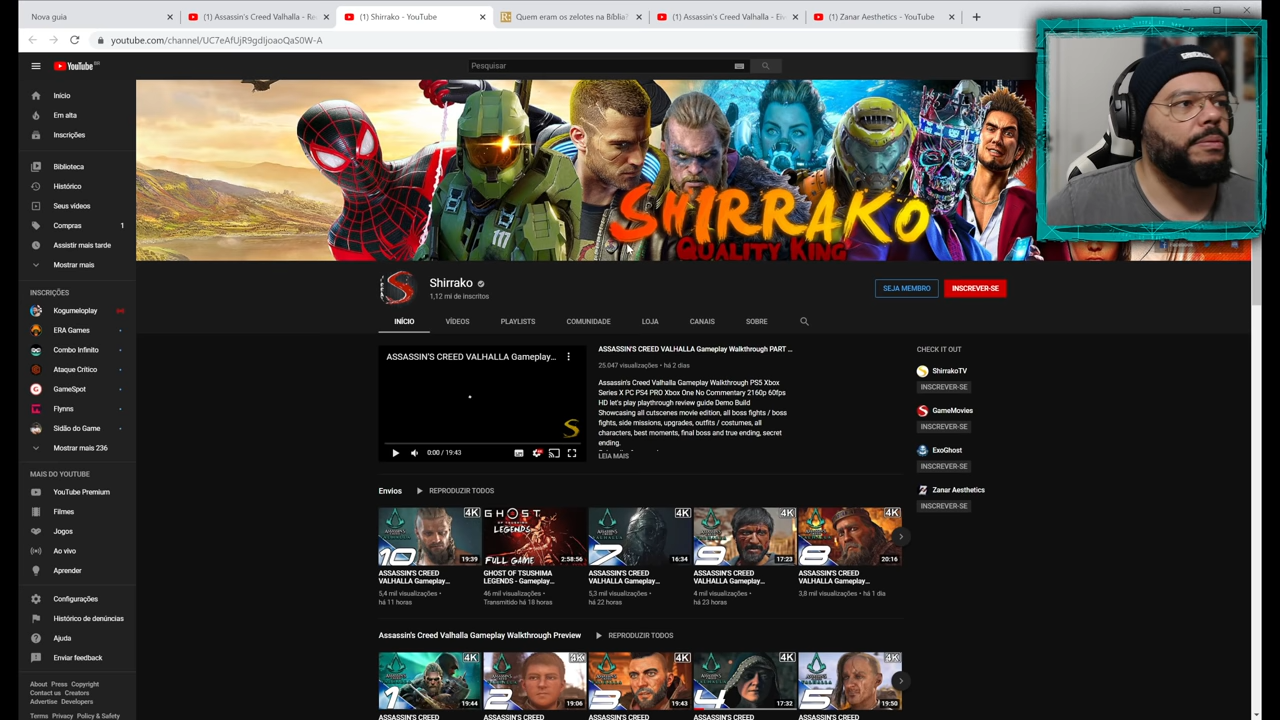 Nova guia
(1) Assassin's Creed Valhalla - Re
(1) Shirrako - YouTube
Quem eram os zelotes na Bíblia?
(1) Assassin's Creed Valhalla - Ei
(1) Zanar Aesthetics - YouTube
youtube.com/channel/UC7eAfUjR9gdIjoaoQaS0W-A
YouTube BR
Pesquisar
Início
Em alta
Inscrições
Biblioteca
Histórico
Seus vídeos
Compras 1
Assistir mais tarde
Mostrar mais
INSCRIÇÕES
Kogumeloplay
ERA Games
Combo Infinito
Ataque Crítico
GameSpot
Flynns
Sidão do Game
Mostrar mais 236
MAIS DO YOUTUBE
YouTube Premium
Filmes
Jogos
Ao vivo
Aprender
Configurações
Histórico de denúncias
Ajuda
Enviar feedback
About Press Copyright
Contact us Creators
Advertise Developers
Terms Privacy Policy & Safety
117
SHIRRAKO
QUALITY KING
Facebook
Shirrako
1,12 mi de inscritos
SEJA MEMBRO
INSCREVER-SE
INÍCIO
VÍDEOS
PLAYLISTS
COMUNIDADE
LOJA
CANAIS
SOBRE
ASSASSIN'S CREED VALHALLA Gameplay...
0:00 / 19:43
ASSASSIN'S CREED VALHALLA Gameplay Walkthrough PART ...
25.047 visualizações • há 2 dias
Assassin's Creed Valhalla Gameplay Walkthrough PS5 Xbox
Series X PC PS4 PRO Xbox One No Commentary 2160p 60fps
HD let's play playthrough review guide Demo Build
Showcasing all cutscenes movie edition, all boss fights / boss
fights, side missions, upgrades, outfits / costumes, all
characters, best moments, final boss and true ending, secret
ending.
LEIA MAIS
CHECK IT OUT
ShirrakoTV
INSCREVER-SE
GameMovies
INSCREVER-SE
ExoGhost
INSCREVER-SE
Zanar Aesthetics
INSCREVER-SE
Envios
REPRODUZIR TODOS
4K
10
19:39
ASSASSIN'S CREED
VALHALLA Gameplay...
5,4 mil visualizações •
há 11 horas
GHOST
LEGENDS
FULL GAME
2:58:56
GHOST OF TSUSHIMA
LEGENDS - Gameplay...
46 mil visualizações •
Transmitido há 18 horas
4K
7
16:34
ASSASSIN'S CREED
VALHALLA Gameplay...
5,3 mil visualizações •
há 22 horas
4K
9
17:23
ASSASSIN'S CREED
VALHALLA Gameplay...
4 mil visualizações •
há 23 horas
4K
8
20:16
ASSASSIN'S CREED
VALHALLA Gameplay...
3,8 mil visualizações •
há 1 dia
Assassin's Creed Valhalla Gameplay Walkthrough Preview
REPRODUZIR TODOS
4K
1
19:44
ASSASSIN'S CREED
4K
2
19:06
ASSASSIN'S CREED
4K
3
19:43
ASSASSIN'S CREED
4K
4
17:32
ASSASSIN'S CREED
4K
5
15:50
ASSASSIN'S CREED